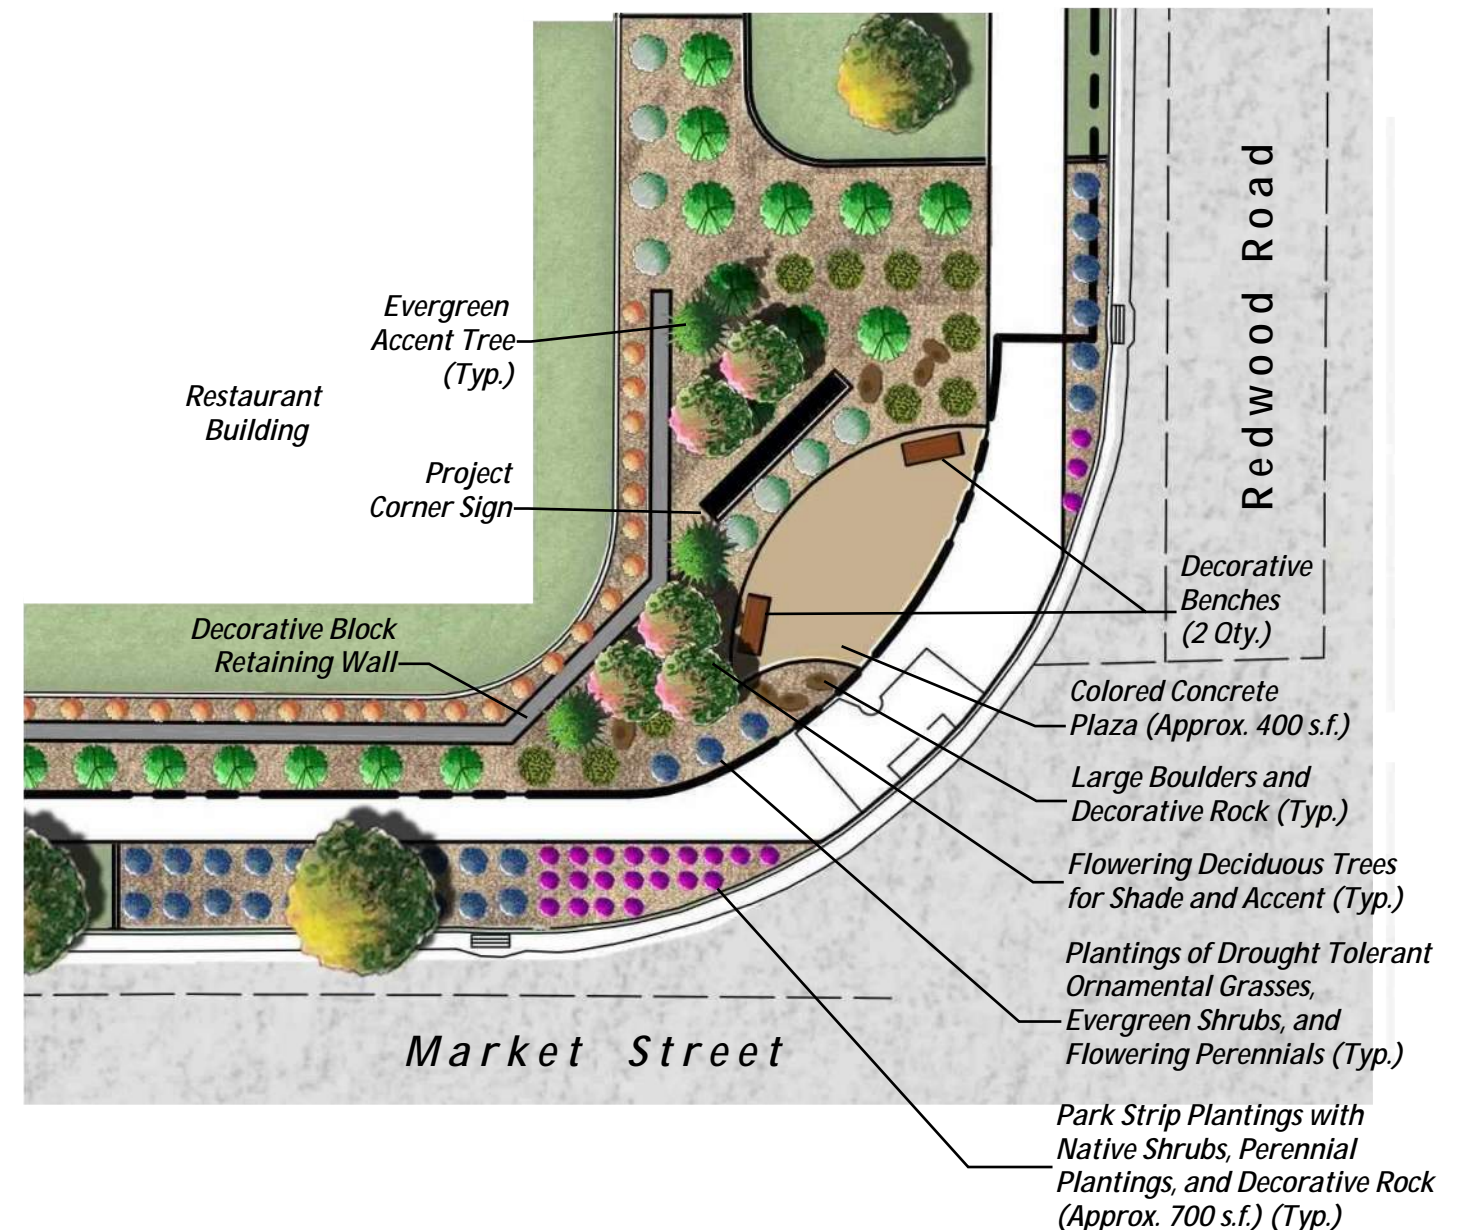 Redwood Road
Evergreen
Accent Tree
(Typ.)
Restaurant
Building
Project
Corner Sign
Decorative
Benches
(2 Qty.)
Decorative Block
Retaining Wall
Colored Concrete
Plaza (Approx. 400 s.f.)
Large Boulders and
Decorative Rock (Typ.)
Flowering Deciduous Trees
for Shade and Accent (Typ.)
Plantings of Drought Tolerant
Ornamental Grasses,
Evergreen Shrubs, and
Flowering Perennials (Typ.)
Market Street
Park Strip Plantings with
Native Shrubs, Perennial
Plantings, and Decorative Rock
(Approx. 700 s.f.) (Typ.)